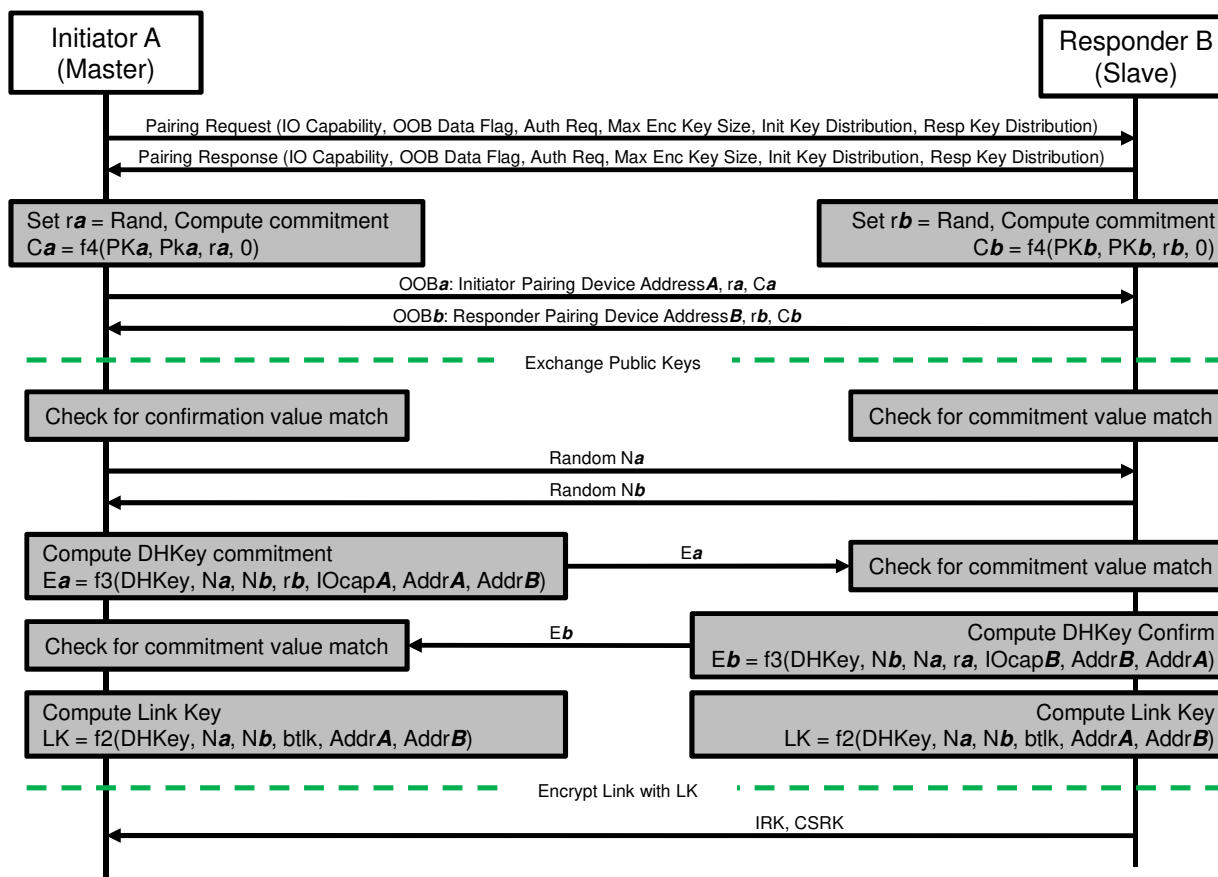 Initiator A
(Master)
Responder B
(Slave)
Pairing Request (IO Capability, OOB Data Flag, Auth Req, Max Enc Key Size, Init Key Distribution, Resp Key Distribution)
Pairing Response (IO Capability, OOB Data Flag, Auth Req, Max Enc Key Size, Init Key Distribution, Resp Key Distribution)
Set ra = Rand, Compute commitment
Ca = f4(PKa, Pka, ra, 0)
Set rb = Rand, Compute commitment
Cb = f4(PKb, PKb, rb, 0)
OOBa: Initiator Pairing Device AddressA, ra, Ca
OOBb: Responder Pairing Device AddressB, rb, Cb
Exchange Public Keys
Check for confirmation value match
Check for commitment value match
Random Na
Random Nb
Compute DHKey commitment
Ea = f3(DHKey, Na, Nb, rb, IOcapA, AddrA, AddrB)
Ea
Check for commitment value match
Check for commitment value match
Eb
Compute DHKey Confirm
Eb = f3(DHKey, Nb, Na, ra, IOcapB, AddrB, AddrA)
Compute Link Key
LK = f2(DHKey, Na, Nb, btlk, AddrA, AddrB)
Compute Link Key
LK = f2(DHKey, Na, Nb, btlk, AddrA, AddrB)
Encrypt Link with LK
IRK, CSRK